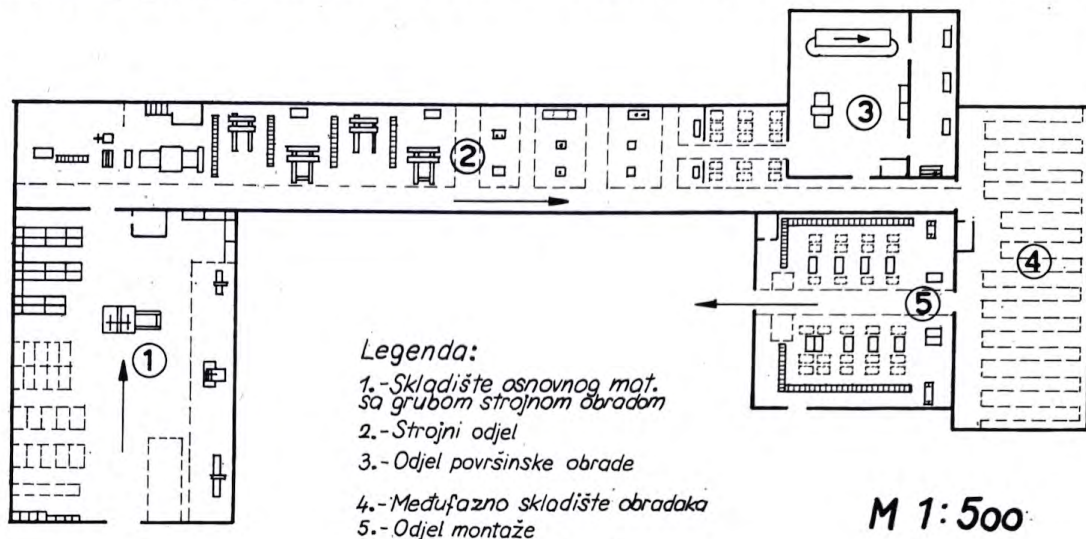 3
2
4
5
1
Legenda:
1.-Skladište osnovnog mat.
sa grubom strojnom obradom
2.-Strojni odjel
3.-Odjel površinske obrade
4.-Međufazno skladište obradaka
5.-Odjel montaže
M 1:500